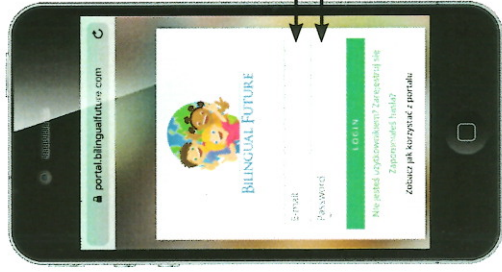 portal.bilingualfuture.com
BILINGUAL FUTURE
E-mail
Password
LOGIN
Nie jesteś użytkownikiem? Zarejestruj się
Zapomniałeś hasła?
Zobacz jak korzystać z portalu